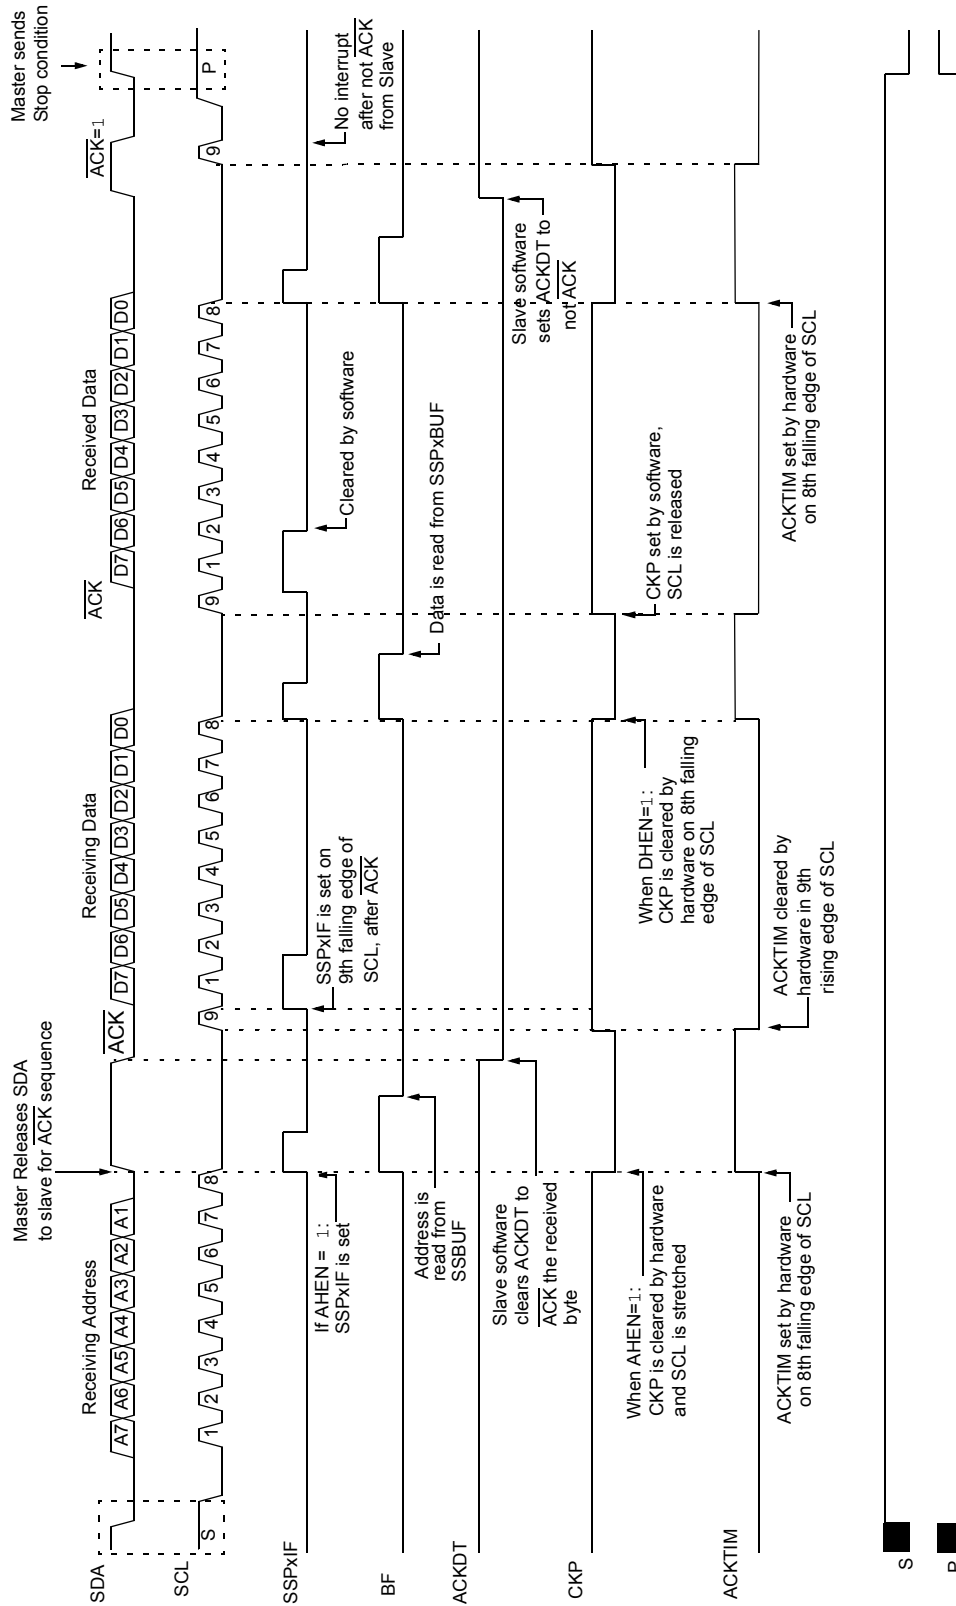 Master Releases SDA
to slave for ACK sequence
Master sends
Stop condition
Receiving Address
Receiving Data
Received Data
ACK
ACK
ACK=1
SDA
A7 A6 A5 A4 A3 A2 A1
D7 D6 D5 D4 D3 D2 D1 D0
D7 D6 D5 D4 D3 D2 D1 D0
SCL
S
1 2 3 4 5 6 7 8
9 1 2 3 4 5 6 7 8
9 1 2 3 4 5 6 7 8
9
P
SSPxIF
If AHEN = 1:
SSPxIF is set
SSPxIF is set on
9th falling edge of
SCL, after ACK
Cleared by software
No interrupt
after not ACK
from Slave
BF
Address is
read from
SSBUF
Data is read from SSPxBUF
ACKDT
Slave software
clears ACKDT to
ACK the received
byte
Slave software
sets ACKDT to
not ACK
CKP
When AHEN=1:
CKP is cleared by hardware
and SCL is stretched
When DHEN=1:
CKP is cleared by
hardware on 8th falling
edge of SCL
CKP set by software,
SCL is released
ACKTIM
ACKTIM set by hardware
on 8th falling edge of SCL
ACKTIM cleared by
hardware in 9th
rising edge of SCL
ACKTIM set by hardware
on 8th falling edge of SCL
S
P